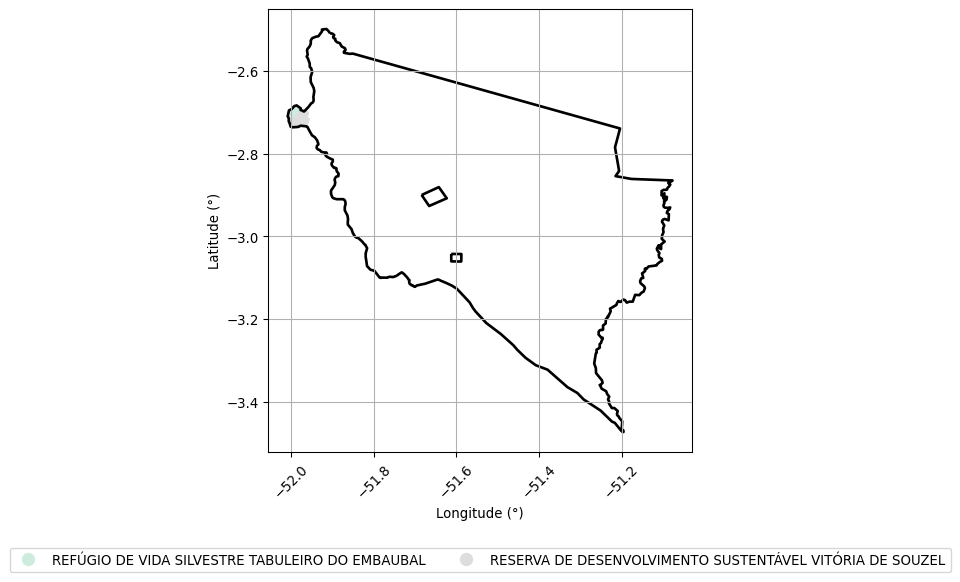 −2.6
−2.8
−3.0
−3.2
−3.4
Latitude (°)
−52.0
−51.8
−51.6
−51.4
−51.2
Longitude (°)
REFÚGIO DE VIDA SILVESTRE TABULEIRO DO EMBAUBAL
RESERVA DE DESENVOLVIMENTO SUSTENTÁVEL VITÓRIA DE SOUZEL